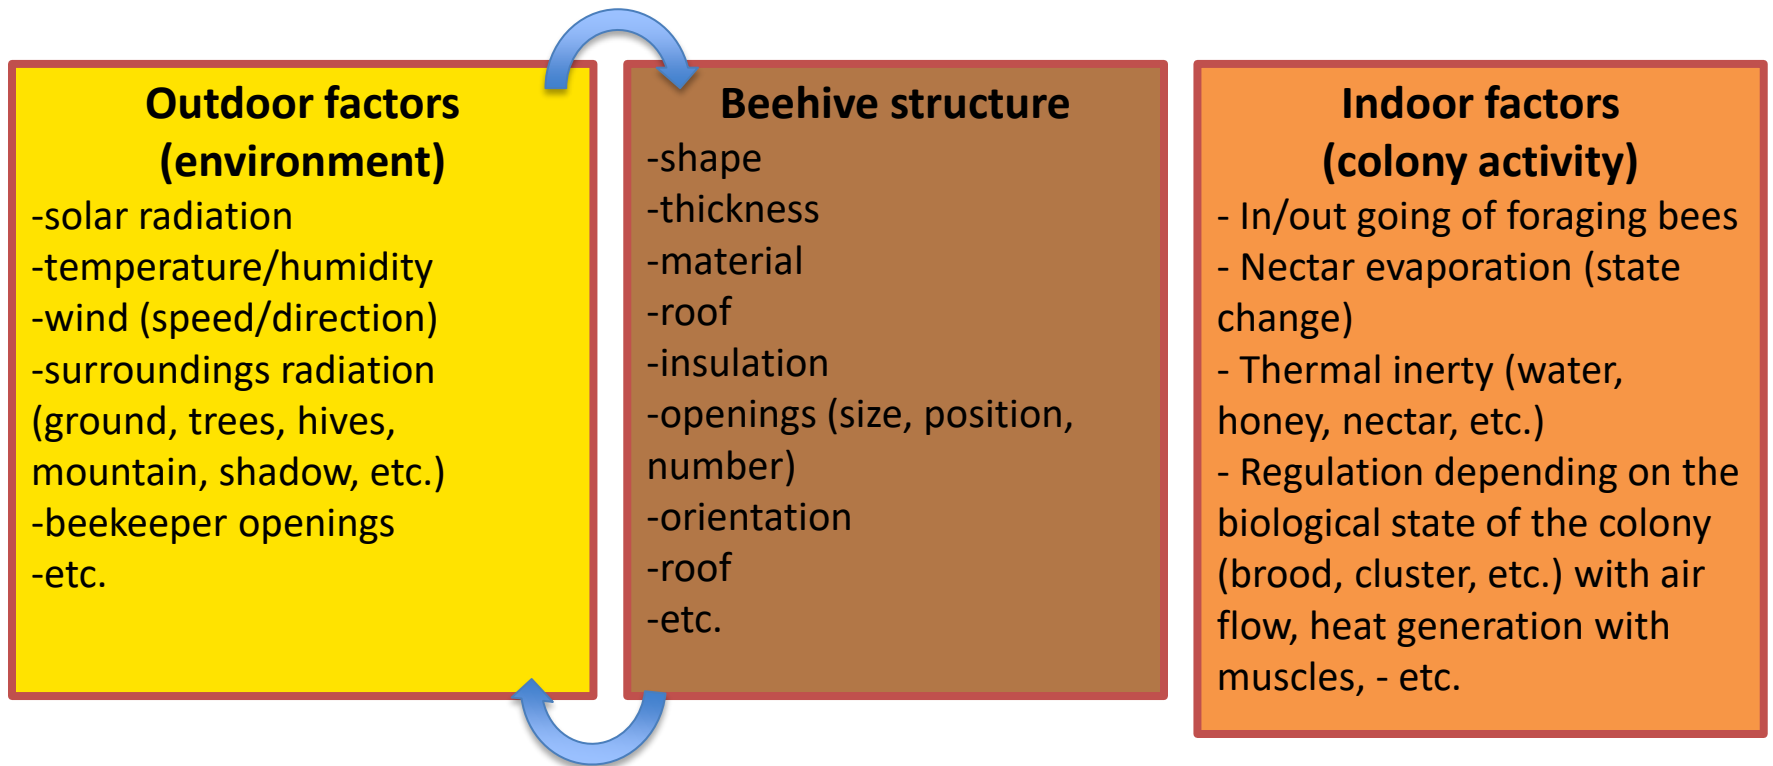 Outdoor factors
(environment)
-solar radiation
-temperature/humidity
-wind (speed/direction)
-surroundings radiation
(ground, trees, hives,
mountain, shadow, etc.)
-beekeeper openings
-etc.
Beehive structure
-shape
-thickness
-material
-roof
-insulation
-openings (size, position,
number)
-orientation
-roof
-etc.
Indoor factors
(colony activity)
- In/out going of foraging bees
- Nectar evaporation (state
change)
- Thermal inerty (water,
honey, nectar, etc.)
- Regulation depending on the
biological state of the colony
(brood, cluster, etc.) with air
flow, heat generation with
muscles, - etc.